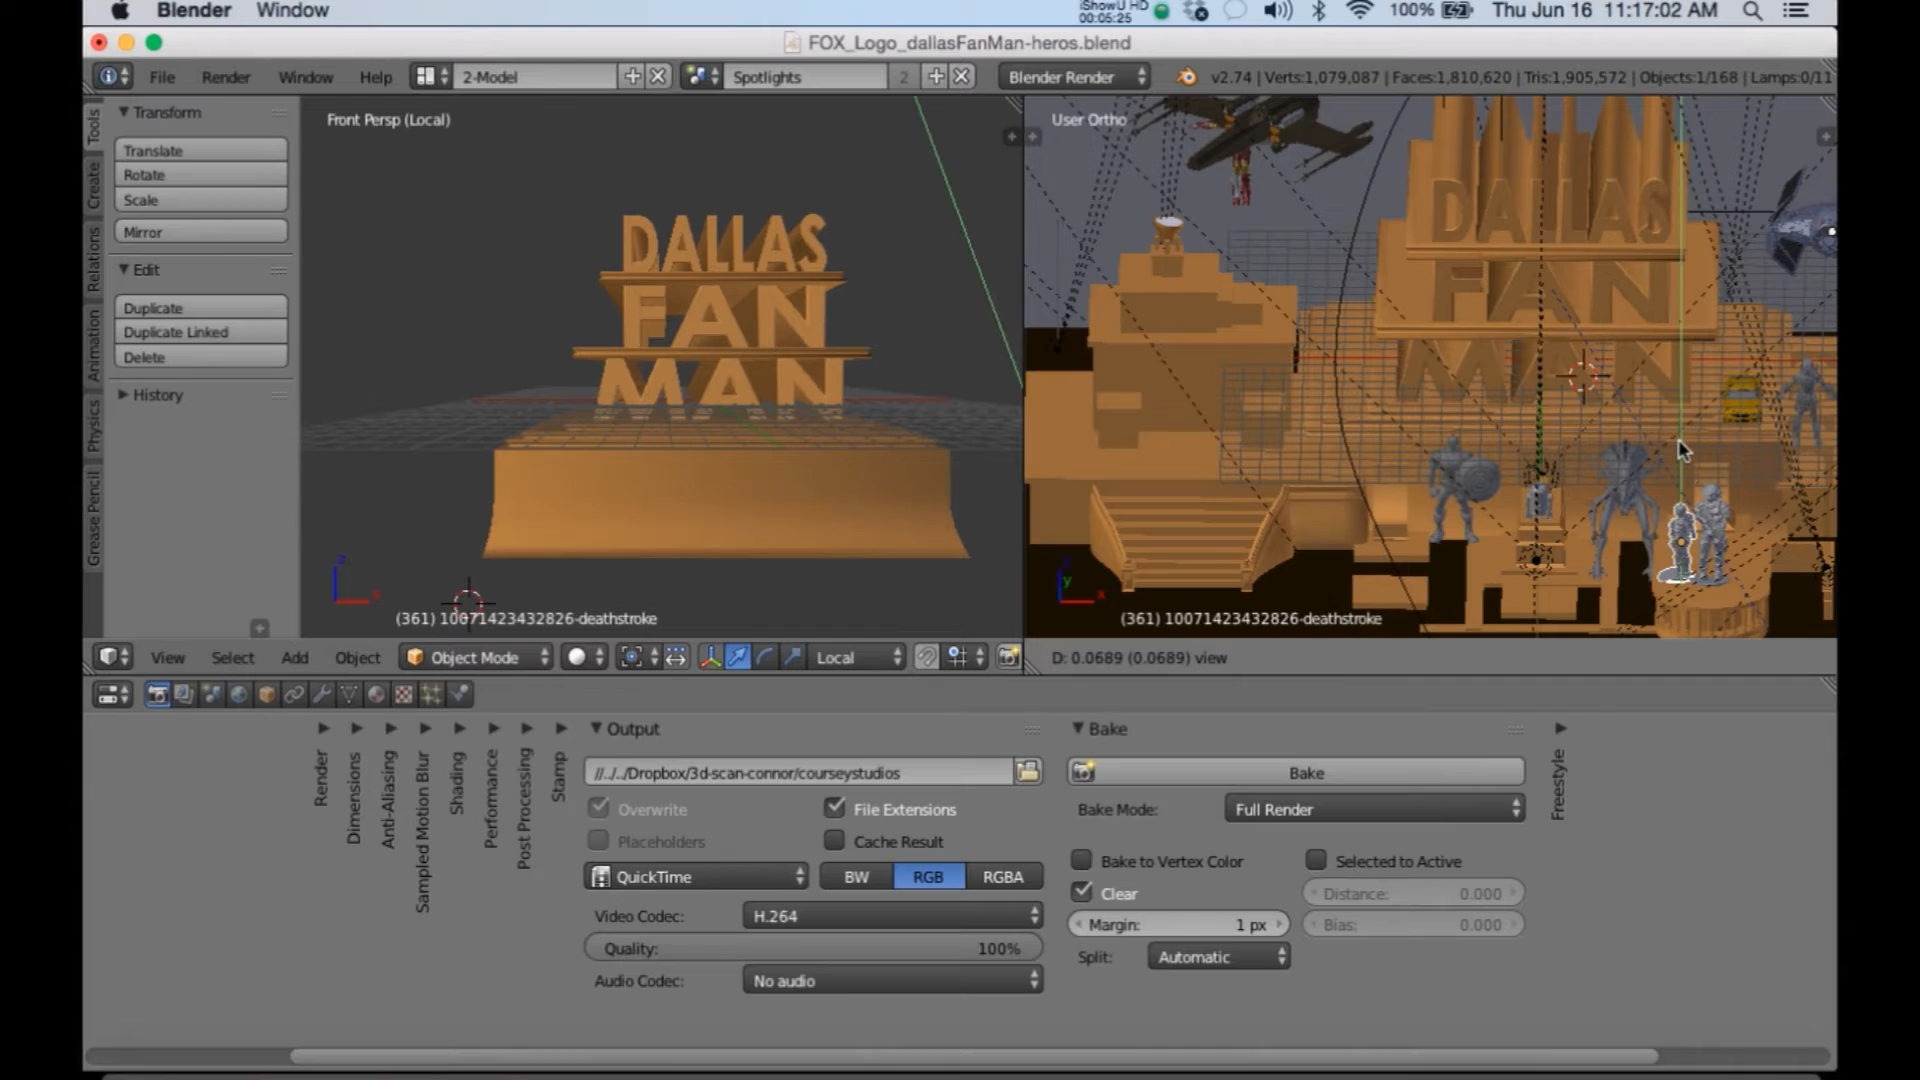 Blender Window
iShowU HD
00:05:25
100%
Thu Jun 16 11:17:02 AM
FOX_Logo_dallasFanMan-heros.blend
File Render Window Help
2-Model
Spotlights
2
Blender Render
v2.74 | Verts:1,079,087 | Faces:1,810,620 | Tris:1,905,572 | Objects:1/168 | Lamps:0/11
Tools
Create
Relations
Animation
Physics
Grease Pencil
Transform
Translate
Rotate
Scale
Mirror
Edit
Duplicate
Duplicate Linked
Delete
History
Front Persp (Local)
DALLAS
FAN
MAN
z
x
(361) 10071423432826-deathstroke
User Ortho
DALLAS
FAN
MAN
y
x
(361) 10071423432826-deathstroke
View Select Add Object
Object Mode
Local
D: 0.0689 (0.0689) view
Render
Dimensions
Anti-Aliasing
Sampled Motion Blur
Shading
Performance
Post Processing
Stamp
Output
//../../Dropbox/3d-scan-connor/courseystudios
Overwrite
File Extensions
Placeholders
Cache Result
QuickTime
BW RGB RGBA
Video Codec:
H.264
Quality:
100%
Audio Codec:
No audio
Bake
Bake
Bake Mode:
Full Render
Bake to Vertex Color
Selected to Active
Clear
Distance:
0.000
Margin:
1 px
Bias:
0.000
Split:
Automatic
Freestyle